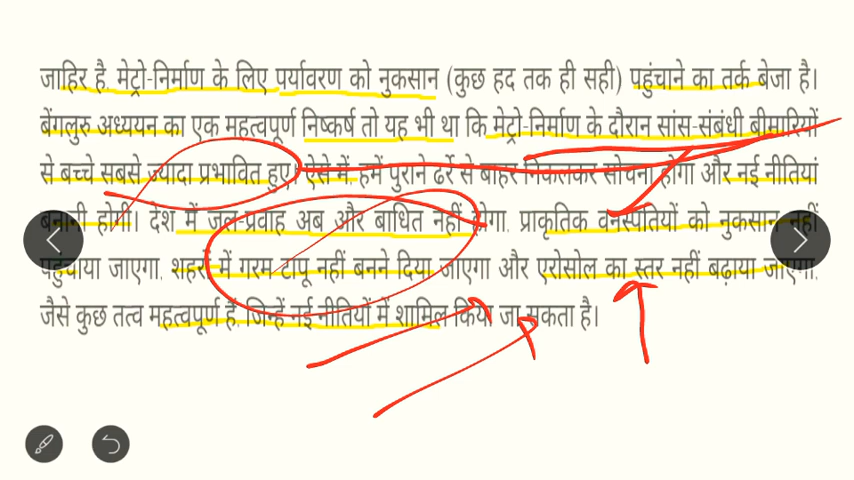 जाहिर है, मेट्रो-निर्माण के लिए पर्यावरण को नुकसान (कुछ हद तक ही सही) पहुंचाने का तर्क बेजा है।
बेंगलुरु अध्ययन का एक महत्वपूर्ण निष्कर्ष तो यह भी था कि मेट्रो-निर्माण के दौरान सांस-संबंधी बीमारियों
से बच्चे सबसे ज्यादा प्रभावित हुए। ऐसे में, हमें पुराने ढर्रे से बाहर निकालकर सोचना होगा और नई नीतियां
बनानी होंगी। देश में जल-प्रवाह अब और बाधित नहीं होगा, प्राकृतिक वनस्पतियों को नुकसान नहीं
पहुंचाया जाएगा, शहर में गरम टापू नहीं बनने दिया जाएगा और एरोसोल का स्तर नहीं बढ़ाया जाएगा,
जैसे कुछ तत्व महत्वपूर्ण हैं, जिन्हें नई नीतियों में शामिल किया जा सकता है।